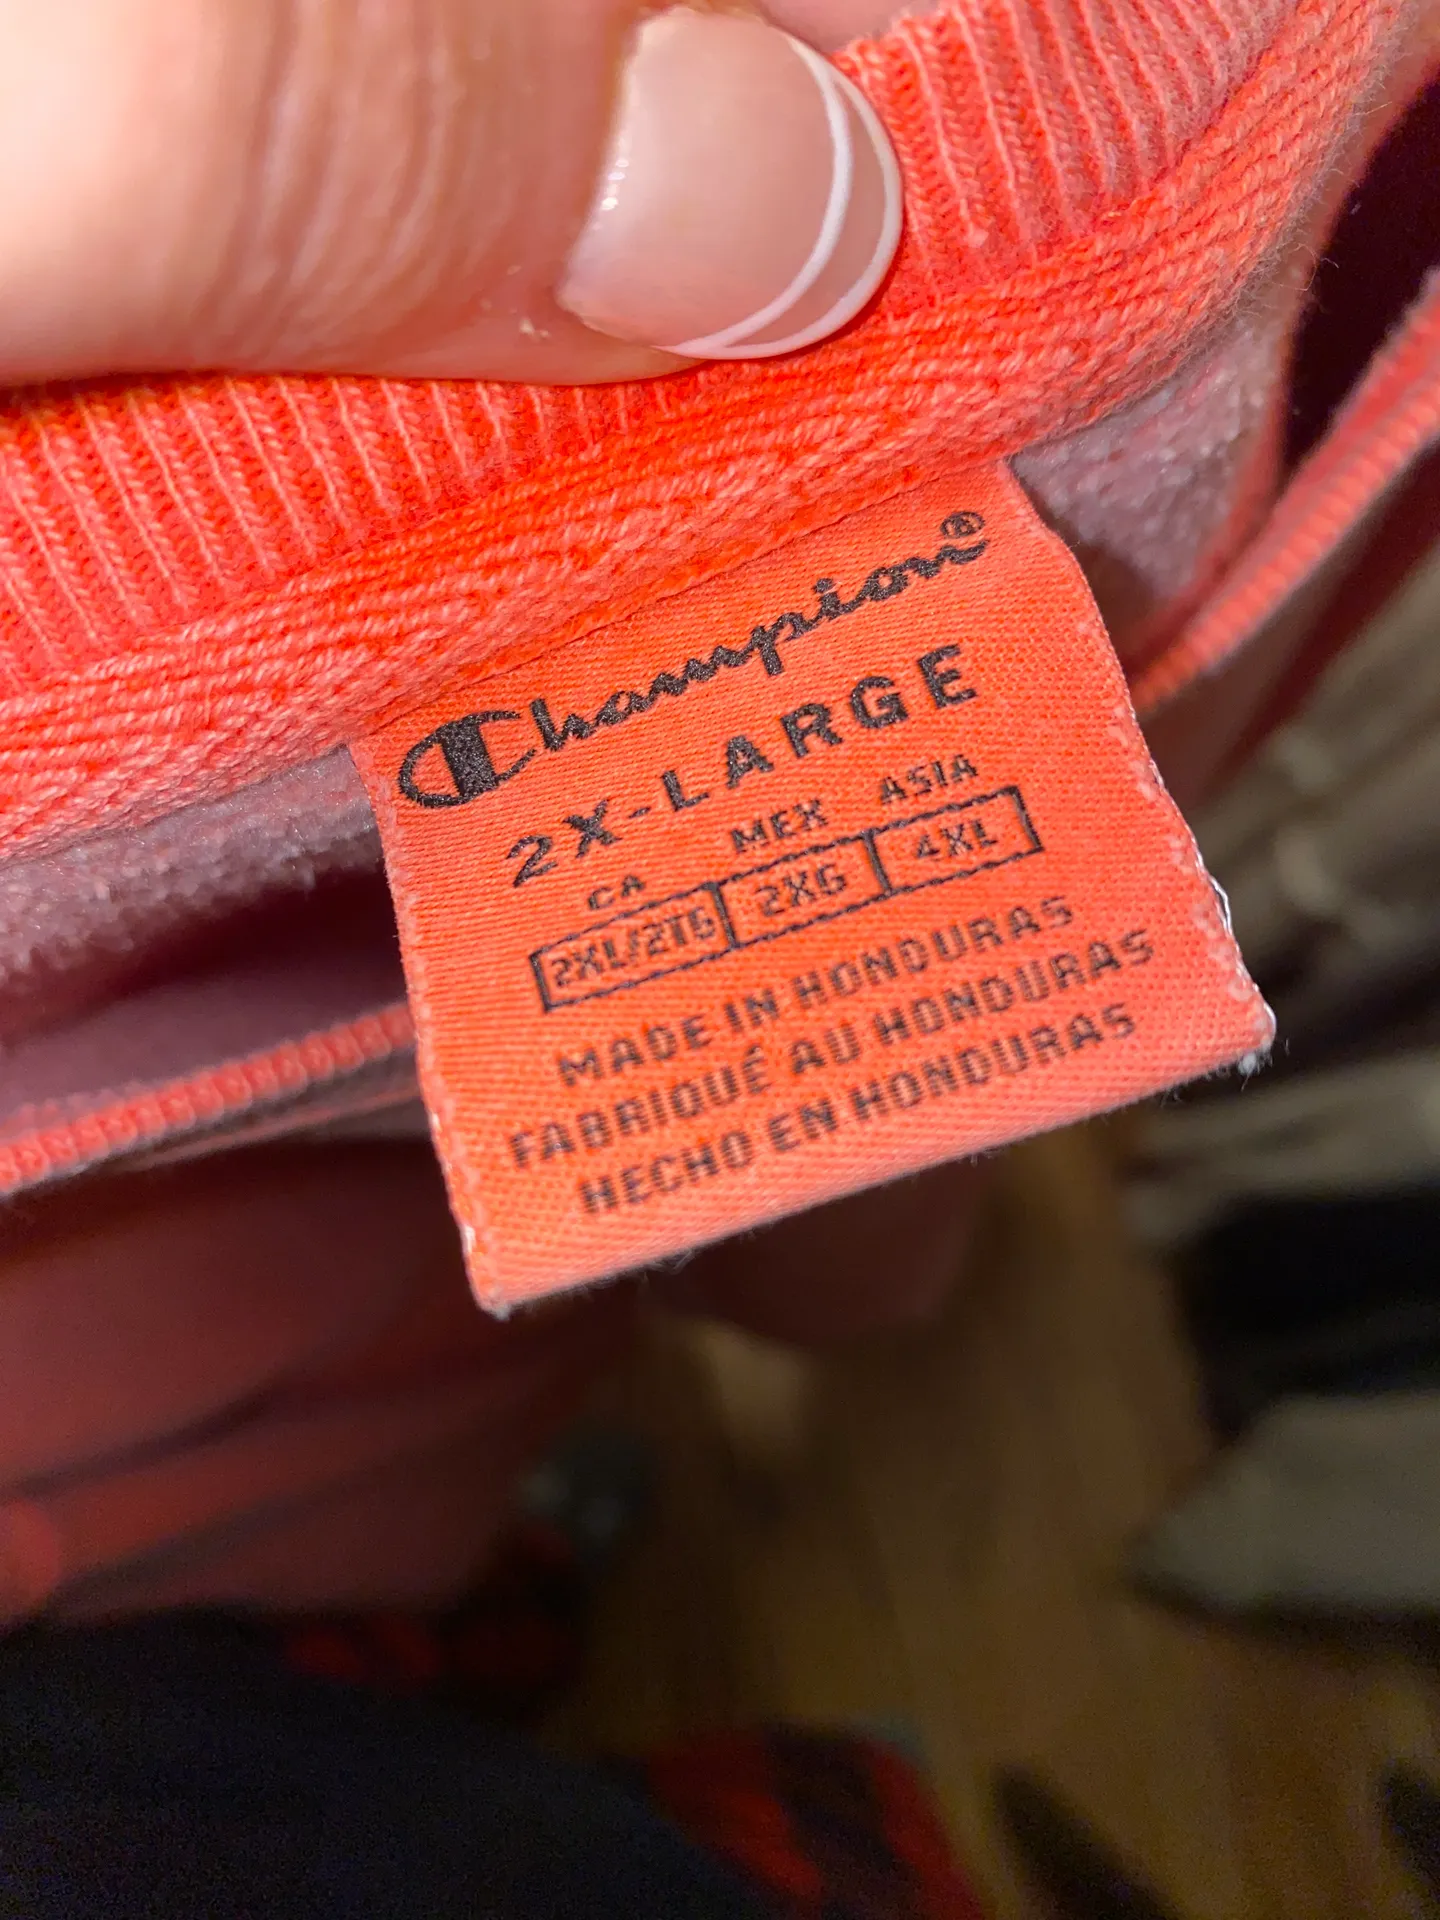 Champion®
2X-LARGE
CA MEX ASIA
2XL/2TG 2XG 4XL
MADE IN HONDURAS
FABRIQUÉ AU HONDURAS
HECHO EN HONDURAS